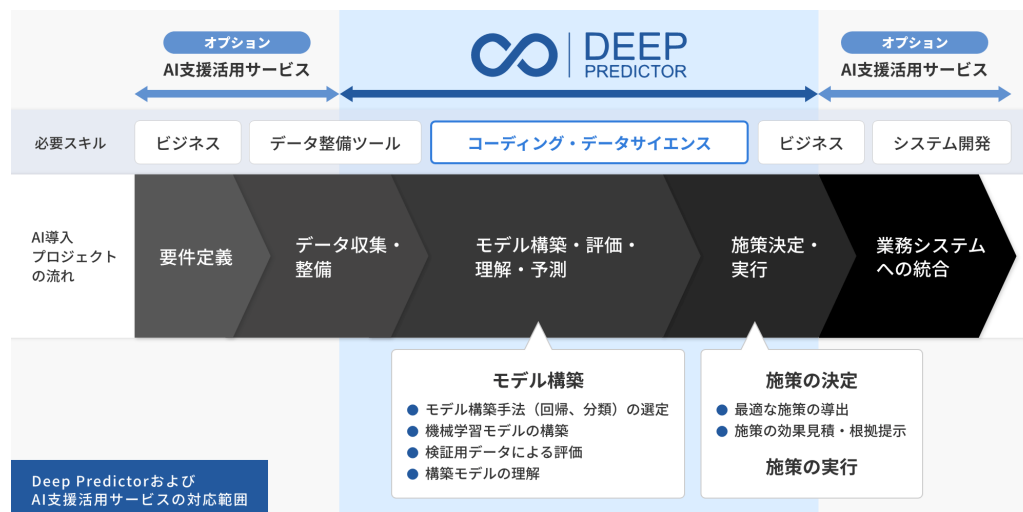 オプション
AI支援活用サービス
DEEP
PREDICTOR
オプション
AI支援活用サービス
必要スキル
ビジネス
データ整備ツール
コーディング・データサイエンス
ビジネス
システム開発
AI導入
プロジェクト
の流れ
要件定義
データ収集・
整備
モデル構築・評価・
理解・予測
施策決定・
実行
業務システム
への統合
モデル構築
モデル構築手法（回帰、分類）の選定
機械学習モデルの構築
検証用データによる評価
構築モデルの理解
施策の決定
最適な施策の導出
施策の効果見積・根拠提示
施策の実行
Deep Predictorおよび
AI支援活用サービスの対応範囲